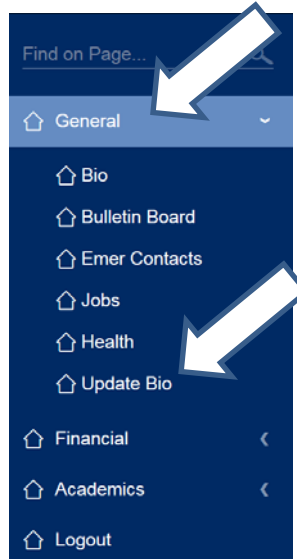 Find on Page...
General
Bio
Bulletin Board
Emer Contacts
Jobs
Health
Update Bio
Financial
Academics
Logout